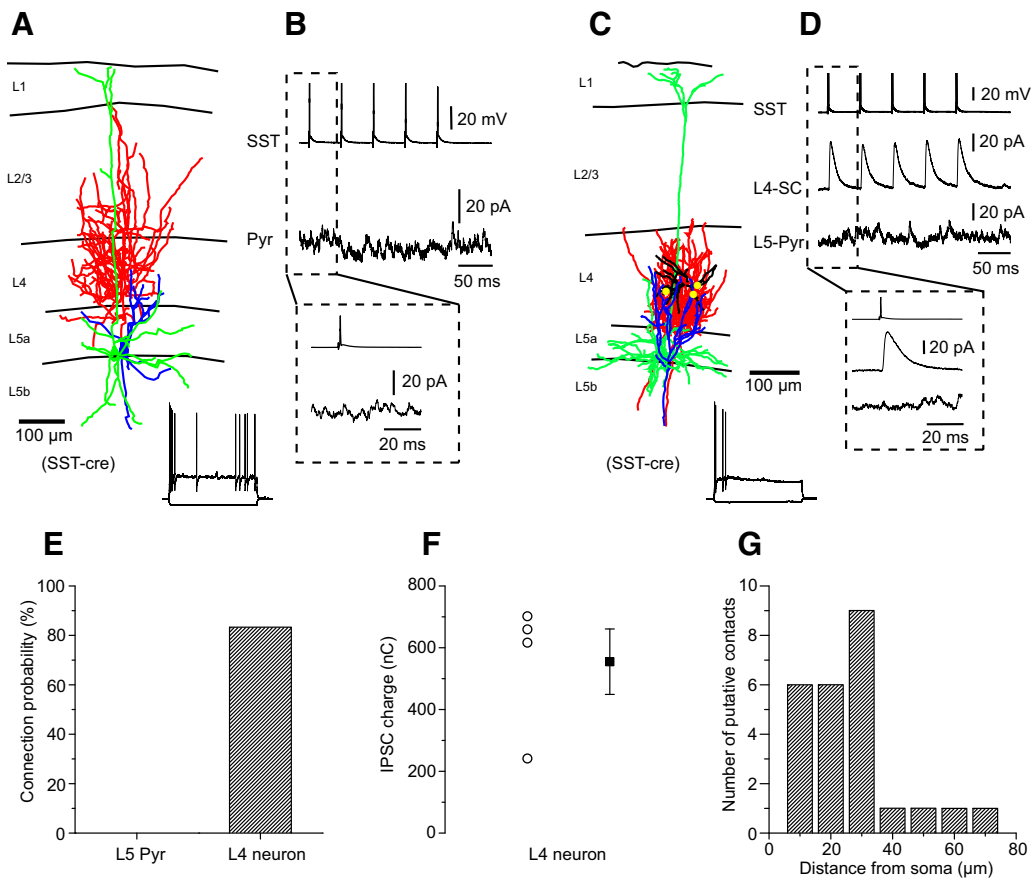 A
L1
L2/3
L4
L5a
L5b
100 µm
(SST-cre)
B
20 mV
SST
20 pA
Pyr
50 ms
20 pA
20 ms
C
L1
L2/3
L4
L5a
L5b
100 µm
(SST-cre)
D
SST
20 mV
20 pA
L4-SC
20 pA
L5-Pyr
50 ms
20 pA
20 ms
E
Connection probability (%)
100
80
60
40
20
0
L5 Pyr
L4 neuron
F
IPSC charge (nC)
800
600
400
200
0
L4 neuron
G
Number of putative contacts
10
8
6
4
2
0
0 20 40 60 80
Distance from soma (µm)